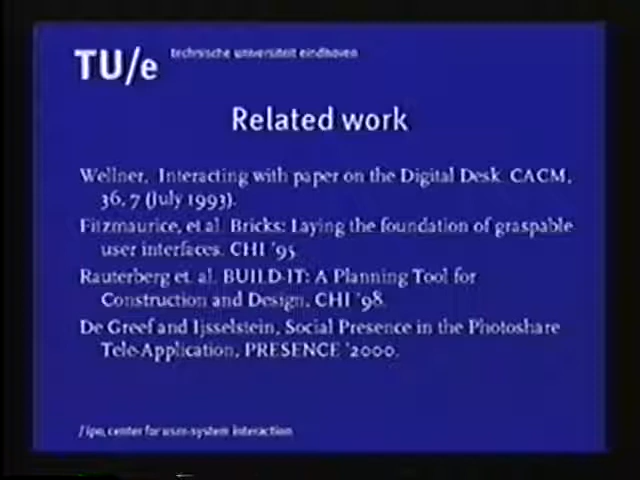 TU/e technische universiteit eindhoven
Related work
Wellner, Interacting with paper on the Digital Desk. CACM,
36, 7 (July 1993).
Fitzmaurice, et al. Bricks: Laying the foundation of graspable
user interfaces. CHI '95
Rauterberg et. al. BUILD-IT: A Planning Tool for
Construction and Design, CHI '98.
De Greef and Ijsselstein, Social Presence in the Photoshare
Tele-Application, PRESENCE '2000.
/ ipo, center for user-system interaction